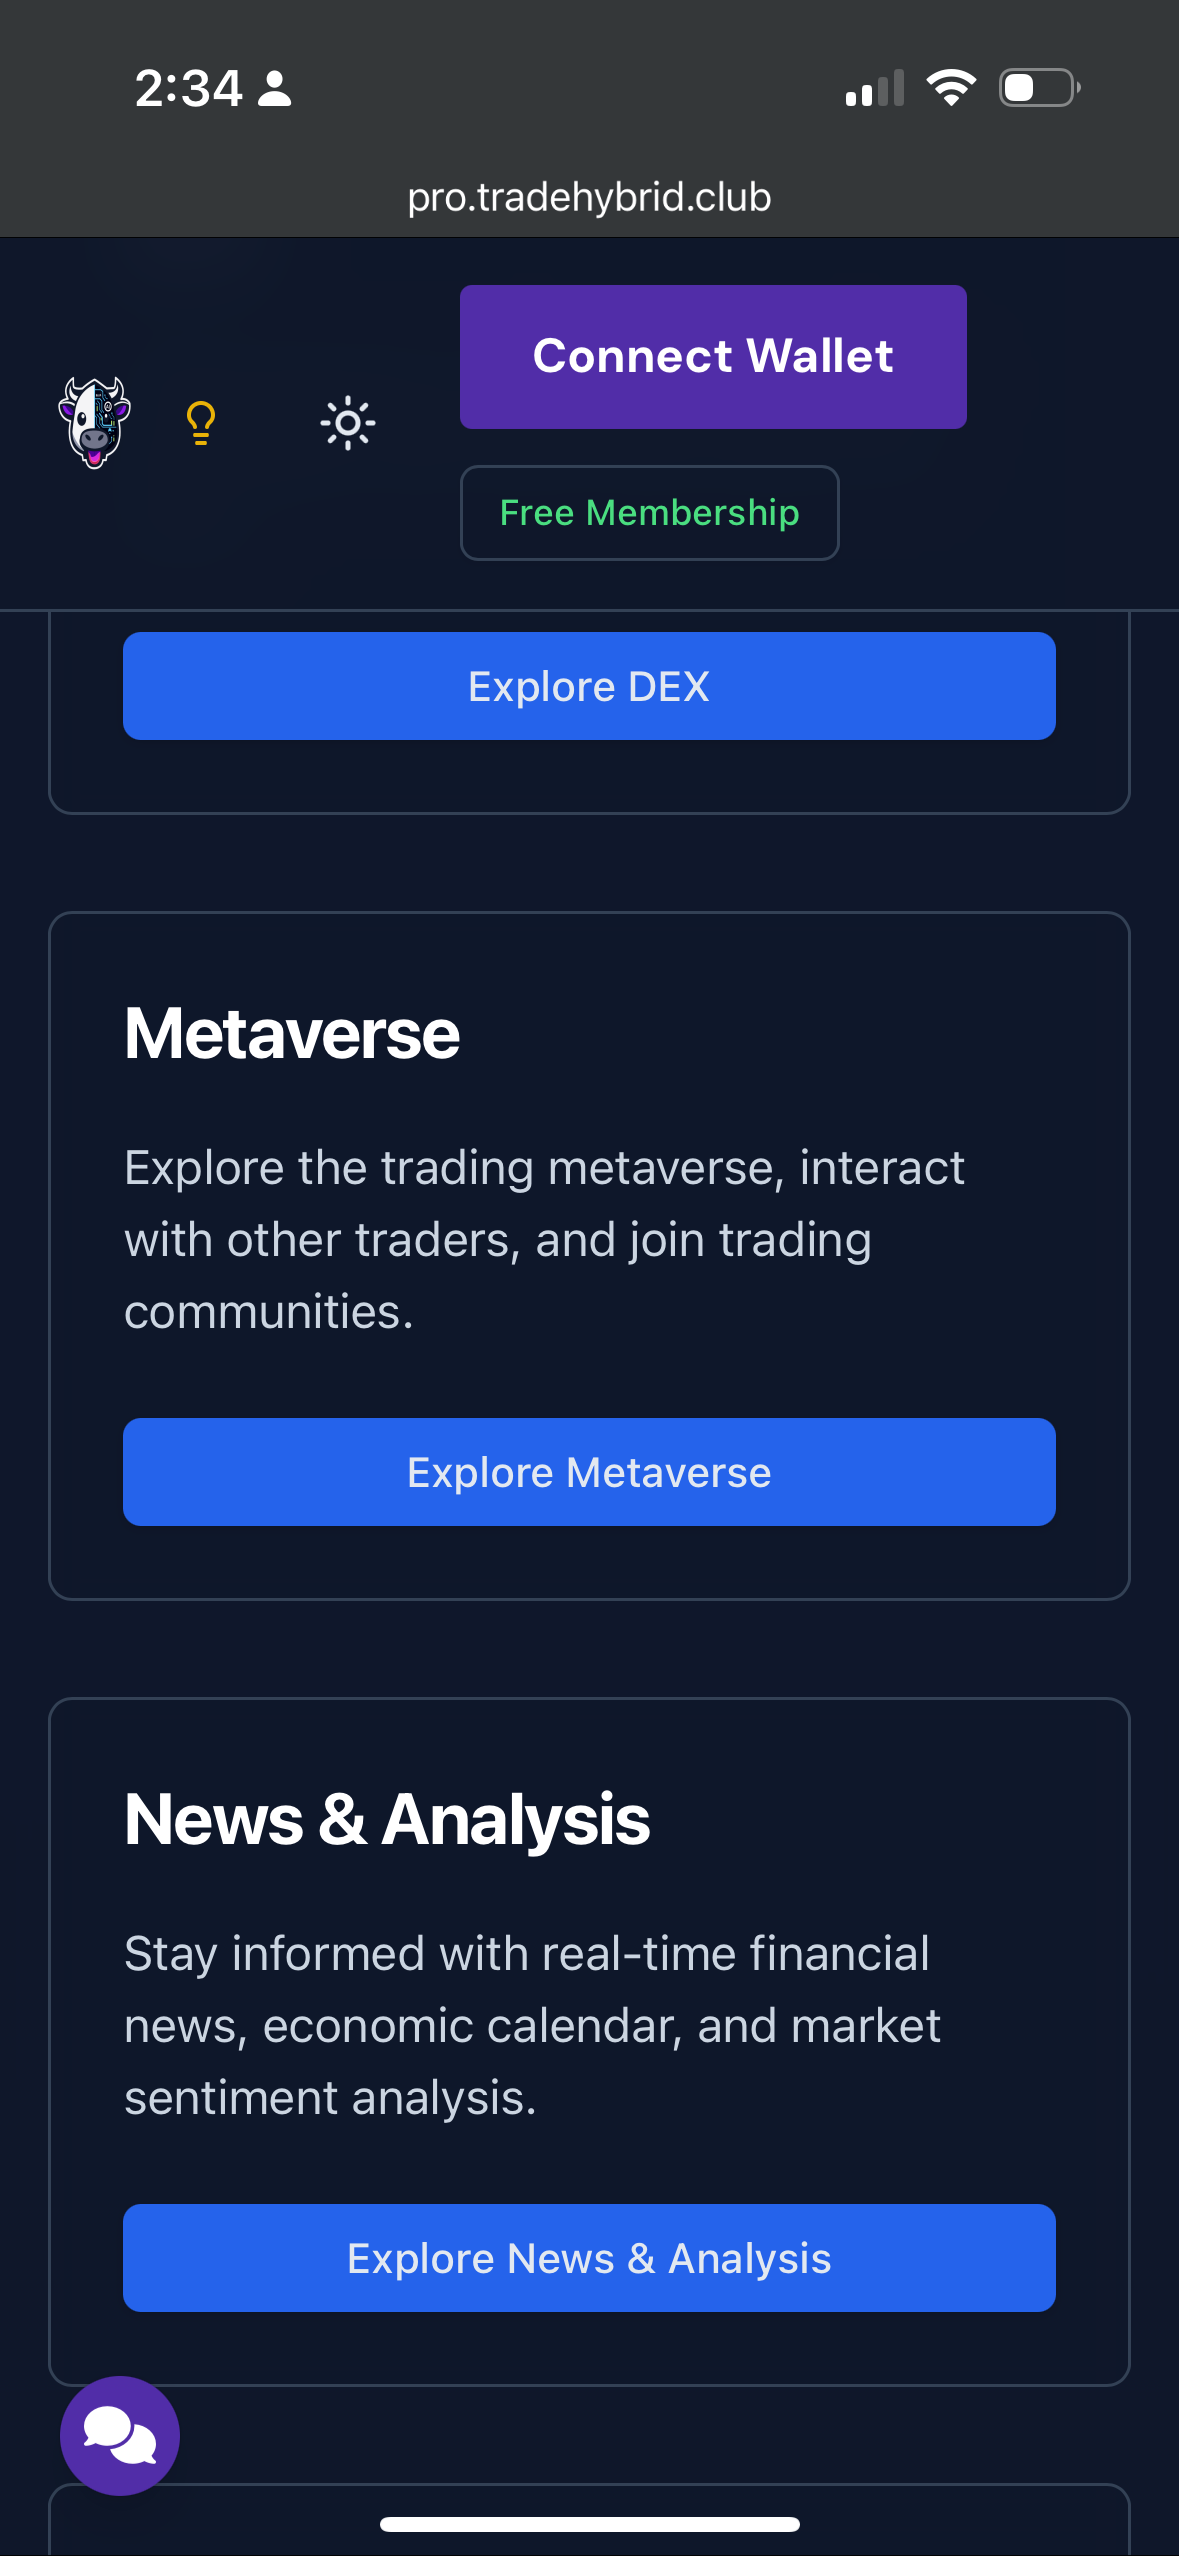 2:34
pro.tradehybrid.club
Connect Wallet
Free Membership
Explore DEX
Metaverse
Explore the trading metaverse, interact
with other traders, and join trading
communities.
Explore Metaverse
News & Analysis
Stay informed with real-time financial
news, economic calendar, and market
sentiment analysis.
Explore News & Analysis